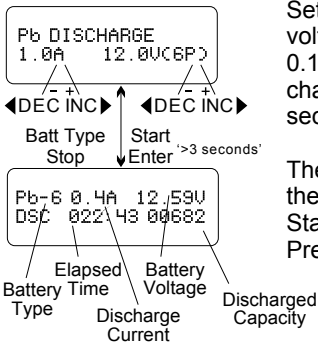 Pb DISCHARGE
1.0A 12.0V(6P)
- + - +
◀DEC INC▶ ◀DEC INC▶
Batt Type Start
Stop Enter '>3 seconds'
Pb-6 0.4A 12.59V
DSC 022:43 00682
Elapsed Battery
Battery Time Voltage
Type Discharge Discharged
Current Capacity
Set
vol
0.1
cha
sec
The
the
Sta
Pre